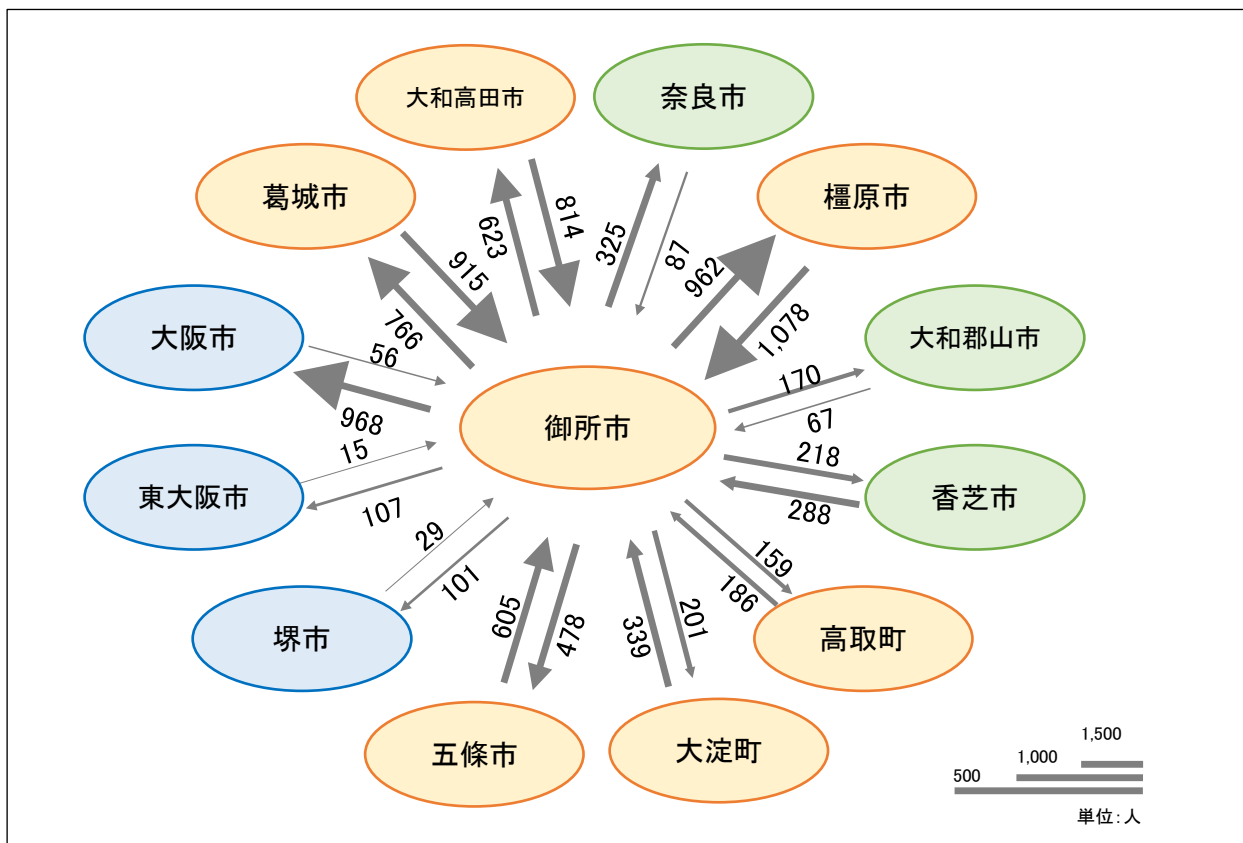 大和高田市
奈良市
葛城市
橿原市
623
814
325
87
962
1,078
915
766
大阪市
56
968
大和郡山市
170
67
御所市
東大阪市
15
107
218
288
香芝市
29
101
堺市
605
478
339
201
159
186
高取町
五條市
大淀町
1,500
1,000
500
単位：人